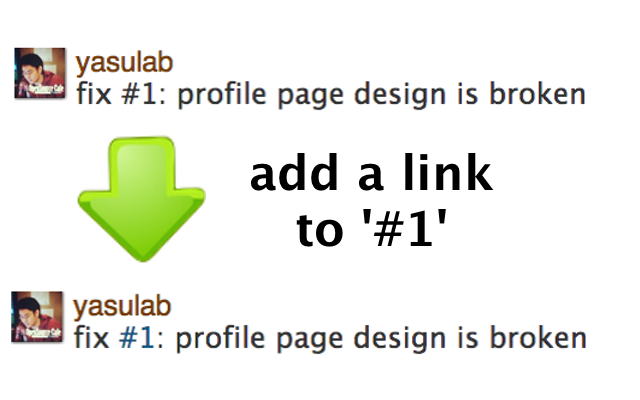 yasulab
fix #1: profile page design is broken
add a link
to '#1'
yasulab
fix #1: profile page design is broken